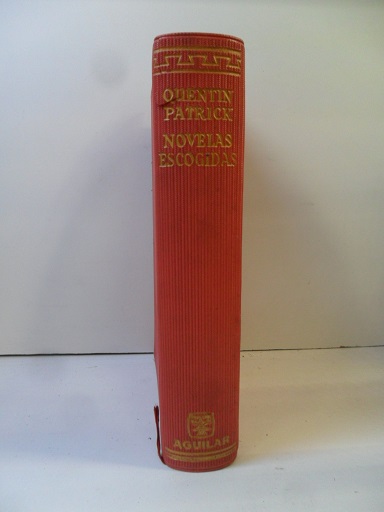 QUENTIN
PATRICK
NOVELAS
ESCOGIDAS
AGUILAR